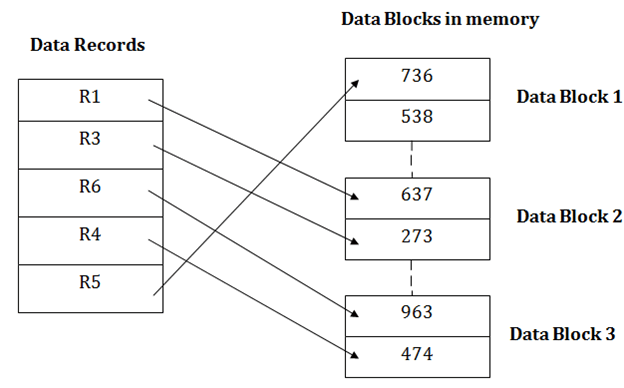 Data Blocks in memory
Data Records
R1
R3
R6
R4
R5
736
538
Data Block 1
637
273
Data Block 2
963
474
Data Block 3